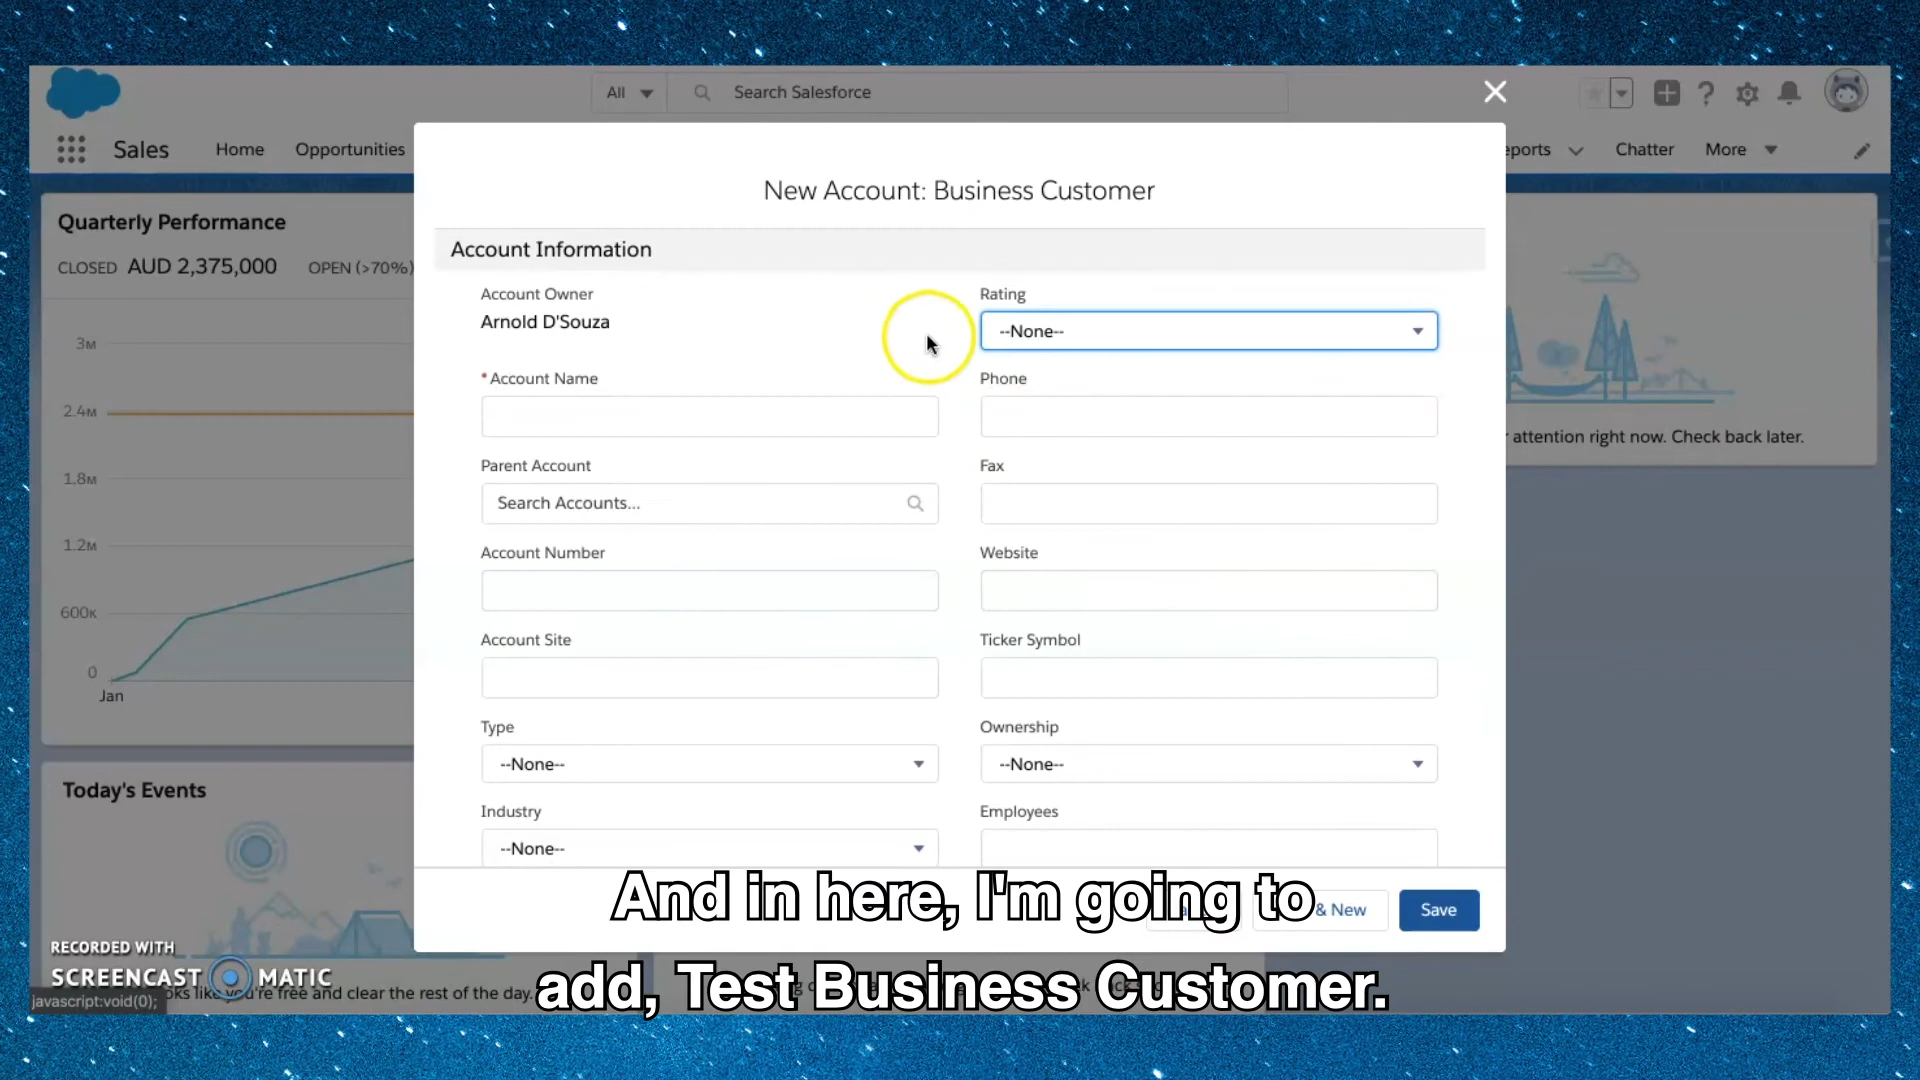 All
Search Salesforce
Sales
Home
Opportunities
eports
Chatter
More
Quarterly Performance
CLOSED AUD 2,375,000 OPEN (>70%)
3M
2.4M
1.8M
1.2M
600K
0
Jan
Today's Events
New Account: Business Customer
Account Information
Account Owner
Arnold D'Souza
Rating
--None--
*Account Name
Phone
Parent Account
Search Accounts...
Fax
Account Number
Website
Account Site
Ticker Symbol
Type
--None--
Ownership
--None--
Industry
--None--
Employees
& New
Save
attention right now. Check back later.
And in here, I'm going to
add, Test Business Customer.
RECORDED WITH
SCREENCAST MATIC
you're free and clear the rest of the day.
javascript:void(0);